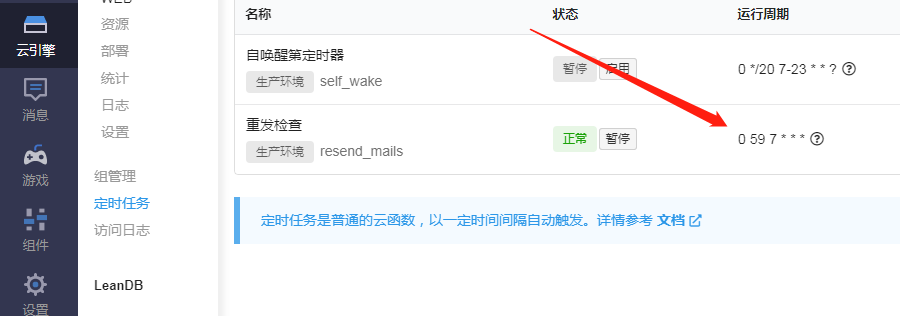 云引擎
消息
游戏
组件
设置
WEB
资源
部署
统计
日志
设置
组管理
定时任务
访问日志
LeanDB
名称 状态 运行周期
自唤醒第定时器
生产环境 self_wake 暂停 启用 0 */20 7-23 * * ?
重发检查
生产环境 resend_mails 正常 暂停 0 59 7 * * *
定时任务是普通的云函数，以一定时间间隔自动触发。详情参考 文档